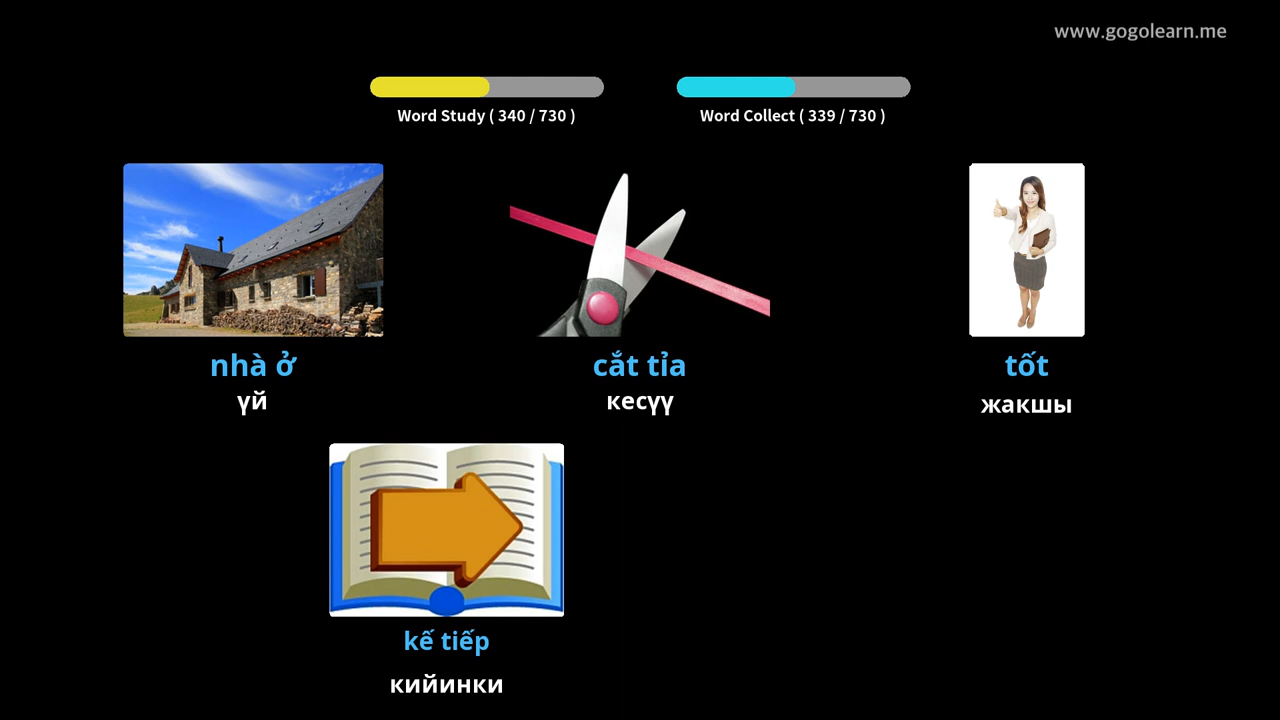 www.gogolearn.me
Word Study ( 340 / 730 )
Word Collect ( 339 / 730 )
nhà ở
үй
cắt tỉa
кесүү
tốt
жакшы
kế tiếp
кийинки